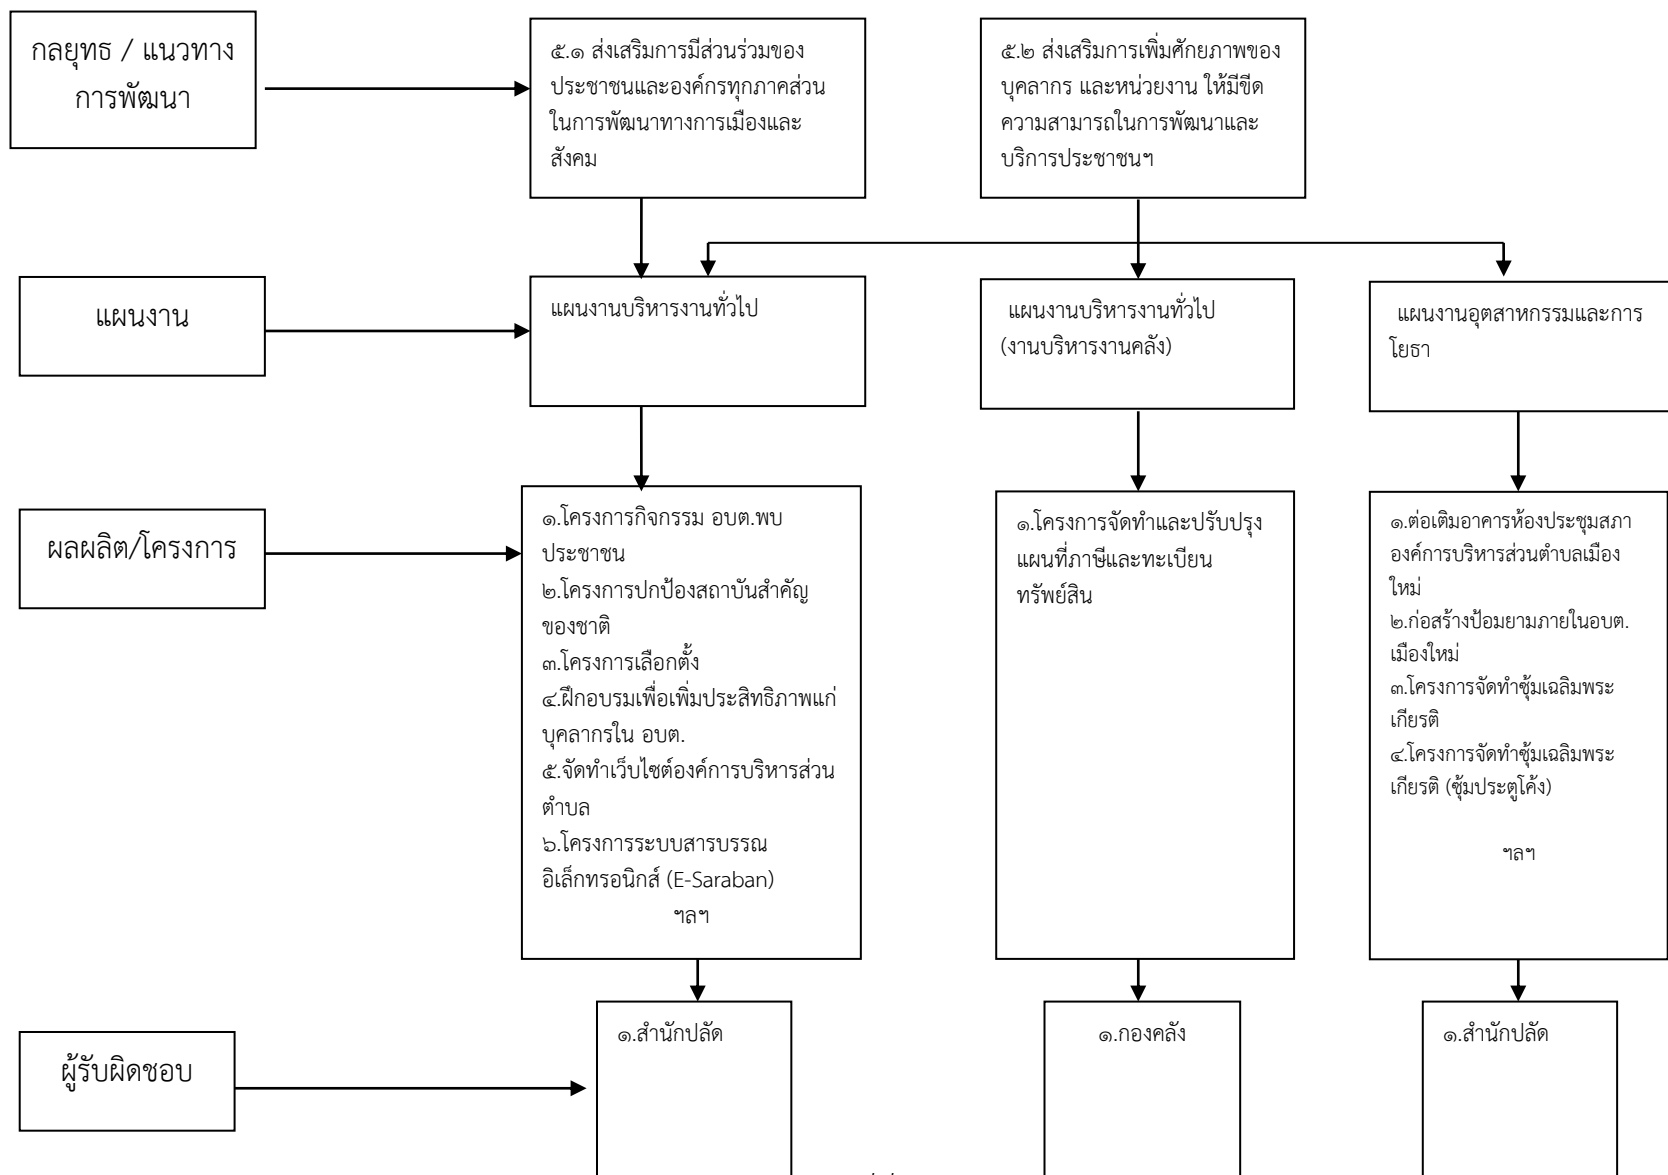 กลยุทธ / แนวทาง
การพัฒนา
๕.๑ ส่งเสริมการมีส่วนร่วมของ
ประชาชนและองค์กรทุกภาคส่วน
ในการพัฒนาทางการเมืองและ
สังคม
๕.๒ ส่งเสริมการเพิ่มศักยภาพของ
บุคลากร และหน่วยงาน ให้มีขีด
ความสามารถในการพัฒนาและ
บริการประชาชนฯ
แผนงาน
แผนงานบริหารงานทั่วไป
แผนงานบริหารงานทั่วไป
(งานบริหารงานคลัง)
แผนงานอุตสาหกรรมและการ
โยธา
ผลผลิต/โครงการ
๑.โครงการกิจกรรม อบต.พบ
ประชาชน
๒.โครงการปกป้องสถาบันสำคัญ
ของชาติ
๓.โครงการเลือกตั้ง
๔.ฝึกอบรมเพื่อเพิ่มประสิทธิภาพแก่
บุคลากรใน อบต.
๕.จัดทำเว็บไซต์องค์การบริหารส่วน
ตำบล
๖.โครงการระบบสารบรรณ
อิเล็กทรอนิกส์ (E-Saraban)
ฯลฯ
๑.โครงการจัดทำและปรับปรุง
แผนที่ภาษีและทะเบียน
ทรัพย์สิน
๑.ต่อเติมอาคารห้องประชุมสภา
องค์การบริหารส่วนตำบลเมือง
ใหม่
๒.ก่อสร้างป้อมยามภายในอบต.
เมืองใหม่
๓.โครงการจัดทำซุ้มเฉลิมพระ
เกียรติ
๔.โครงการจัดทำซุ้มเฉลิมพระ
เกียรติ (ซุ้มประตูโค้ง)
ฯลฯ
ผู้รับผิดชอบ
๑.สำนักปลัด
๑.กองคลัง
๑.สำนักปลัด